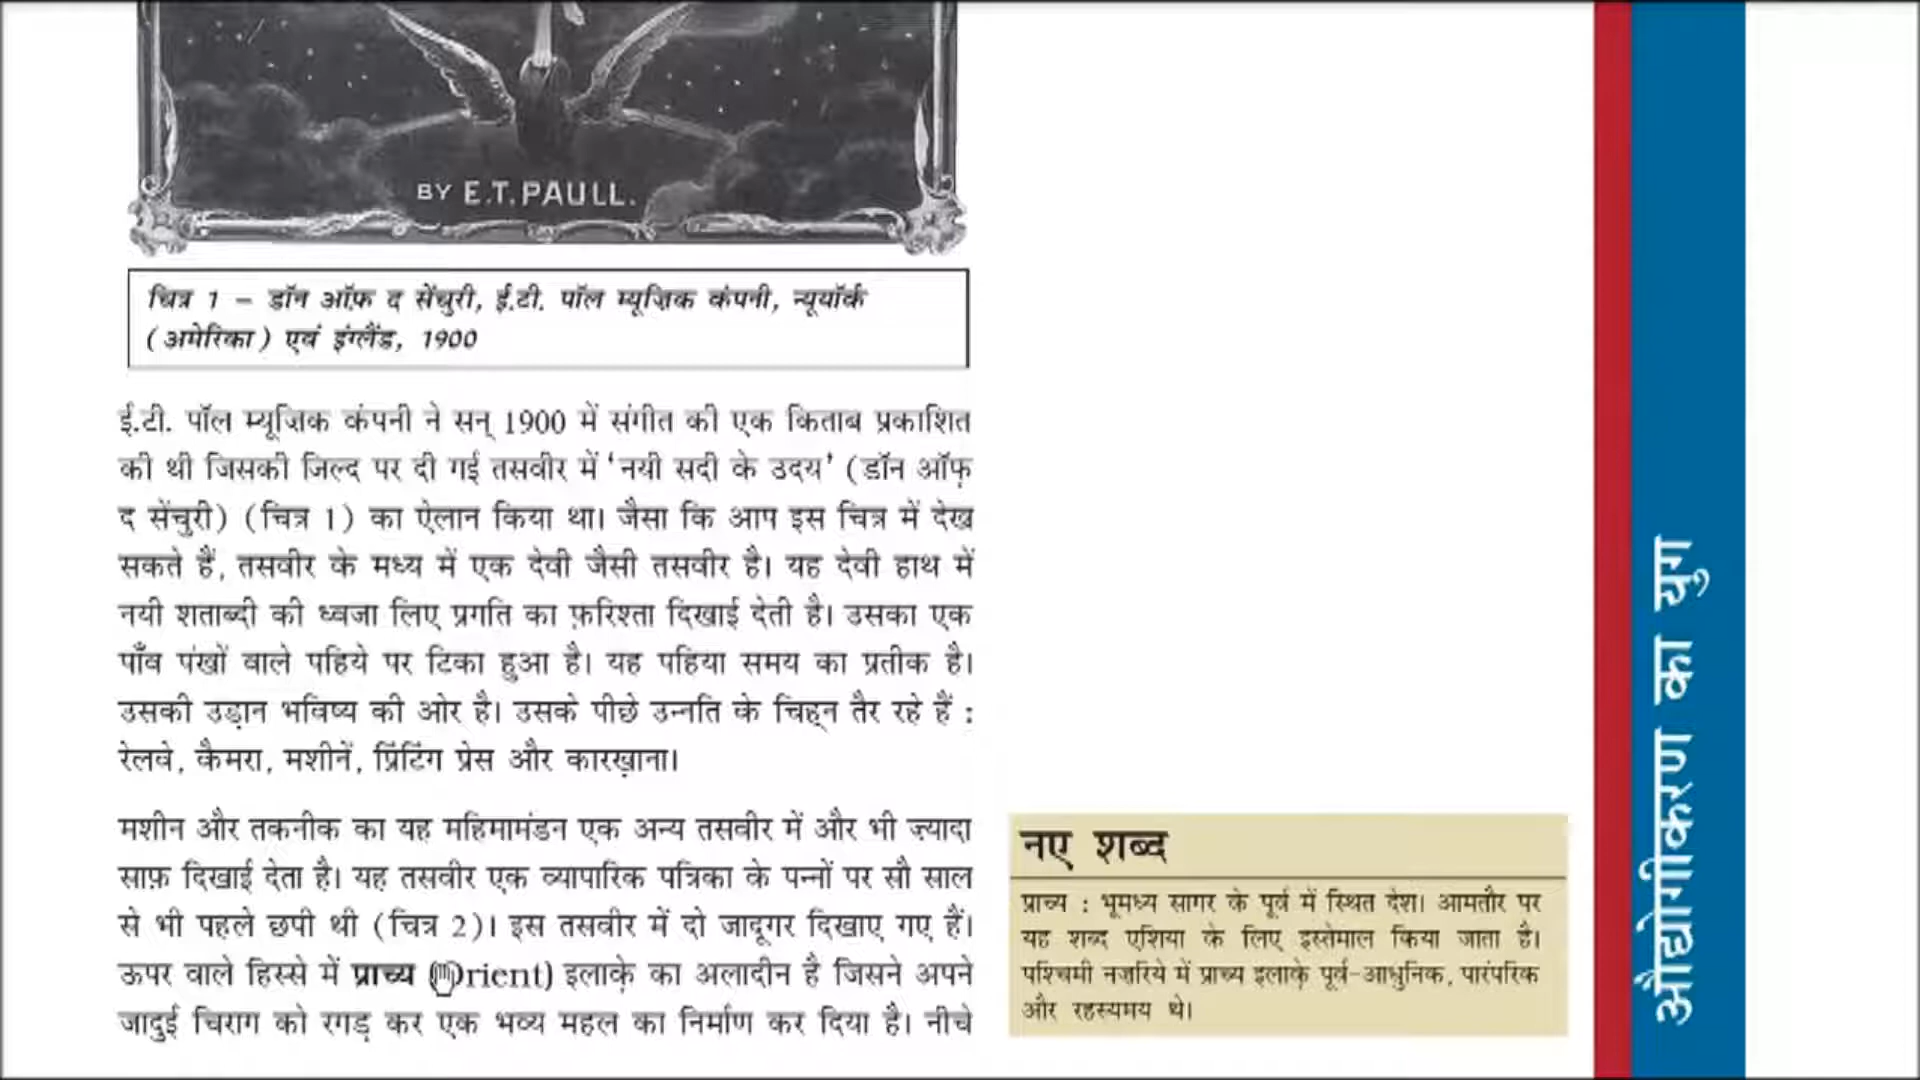 BY E.T. PAULL.
चित्र 1 – डॉन ऑफ़ द सेंचुरी, ई.टी. पॉल म्यूज़िक कंपनी, न्यूयॉर्क
(अमेरिका) एवं इंग्लैंड, 1900
ई.टी. पॉल म्यूज़िक कंपनी ने सन् 1900 में संगीत की एक किताब प्रकाशित
की थी जिसकी जिल्द पर दी गई तसवीर में ‘नयी सदी के उदय’ (डॉन ऑफ़
द सेंचुरी) (चित्र 1) का ऐलान किया था। जैसा कि आप इस चित्र में देख
सकते हैं, तसवीर के मध्य में एक देवी जैसी तसवीर है। यह देवी हाथ में
नयी शताब्दी की ध्वजा लिए प्रगति का फ़रिश्ता दिखाई देती है। उसका एक
पाँव पंखों वाले पहिये पर टिका हुआ है। यह पहिया समय का प्रतीक है।
उसकी उड़ान भविष्य की ओर है। उसके पीछे उन्नति के चिह्न तैर रहे हैं :
रेलवे, कैमरा, मशीनें, प्रिंटिंग प्रेस और कारख़ाना।
मशीन और तकनीक का यह महिमामंडन एक अन्य तसवीर में और भी ज़्यादा
साफ़ दिखाई देता है। यह तसवीर एक व्यापारिक पत्रिका के पन्नों पर सौ साल
से भी पहले छपी थी (चित्र 2)। इस तसवीर में दो जादूगर दिखाए गए हैं।
ऊपर वाले हिस्से में प्राच्य (Orient) इलाक़े का अलादीन है जिसने अपने
जादुई चिराग को रगड़ कर एक भव्य महल का निर्माण कर दिया है। नीचे
नए शब्द
प्राच्य : भूमध्य सागर के पूर्व में स्थित देश। आमतौर पर
यह शब्द एशिया के लिए इस्तेमाल किया जाता है।
पश्चिमी नज़रिये में प्राच्य इलाक़े पूर्व-आधुनिक, पारंपरिक
और रहस्यमय थे।
औद्योगीकरण का युग